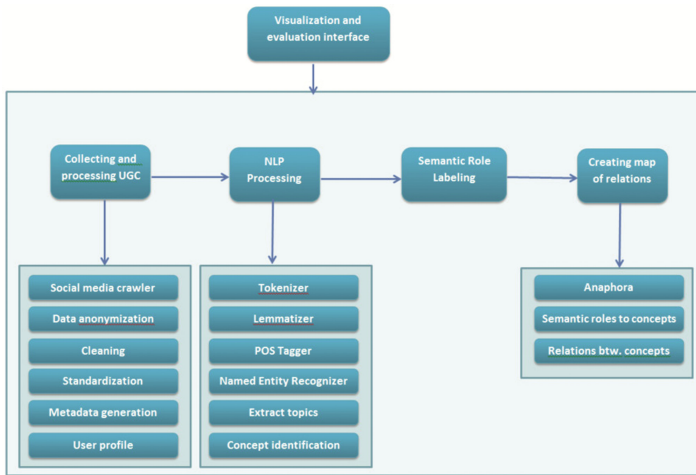 Visualization and
evaluation interface
Collecting and
processing UGC
NLP
Processing
Semantic Role
Labeling
Creating map
of relations
Social media crawler
Data anonymization
Cleaning
Standardization
Metadata generation
User profile
Tokenizer
Lemmatizer
POS Tagger
Named Entity Recognizer
Extract topics
Concept identification
Anaphora
Semantic roles to concepts
Relations btw. concepts